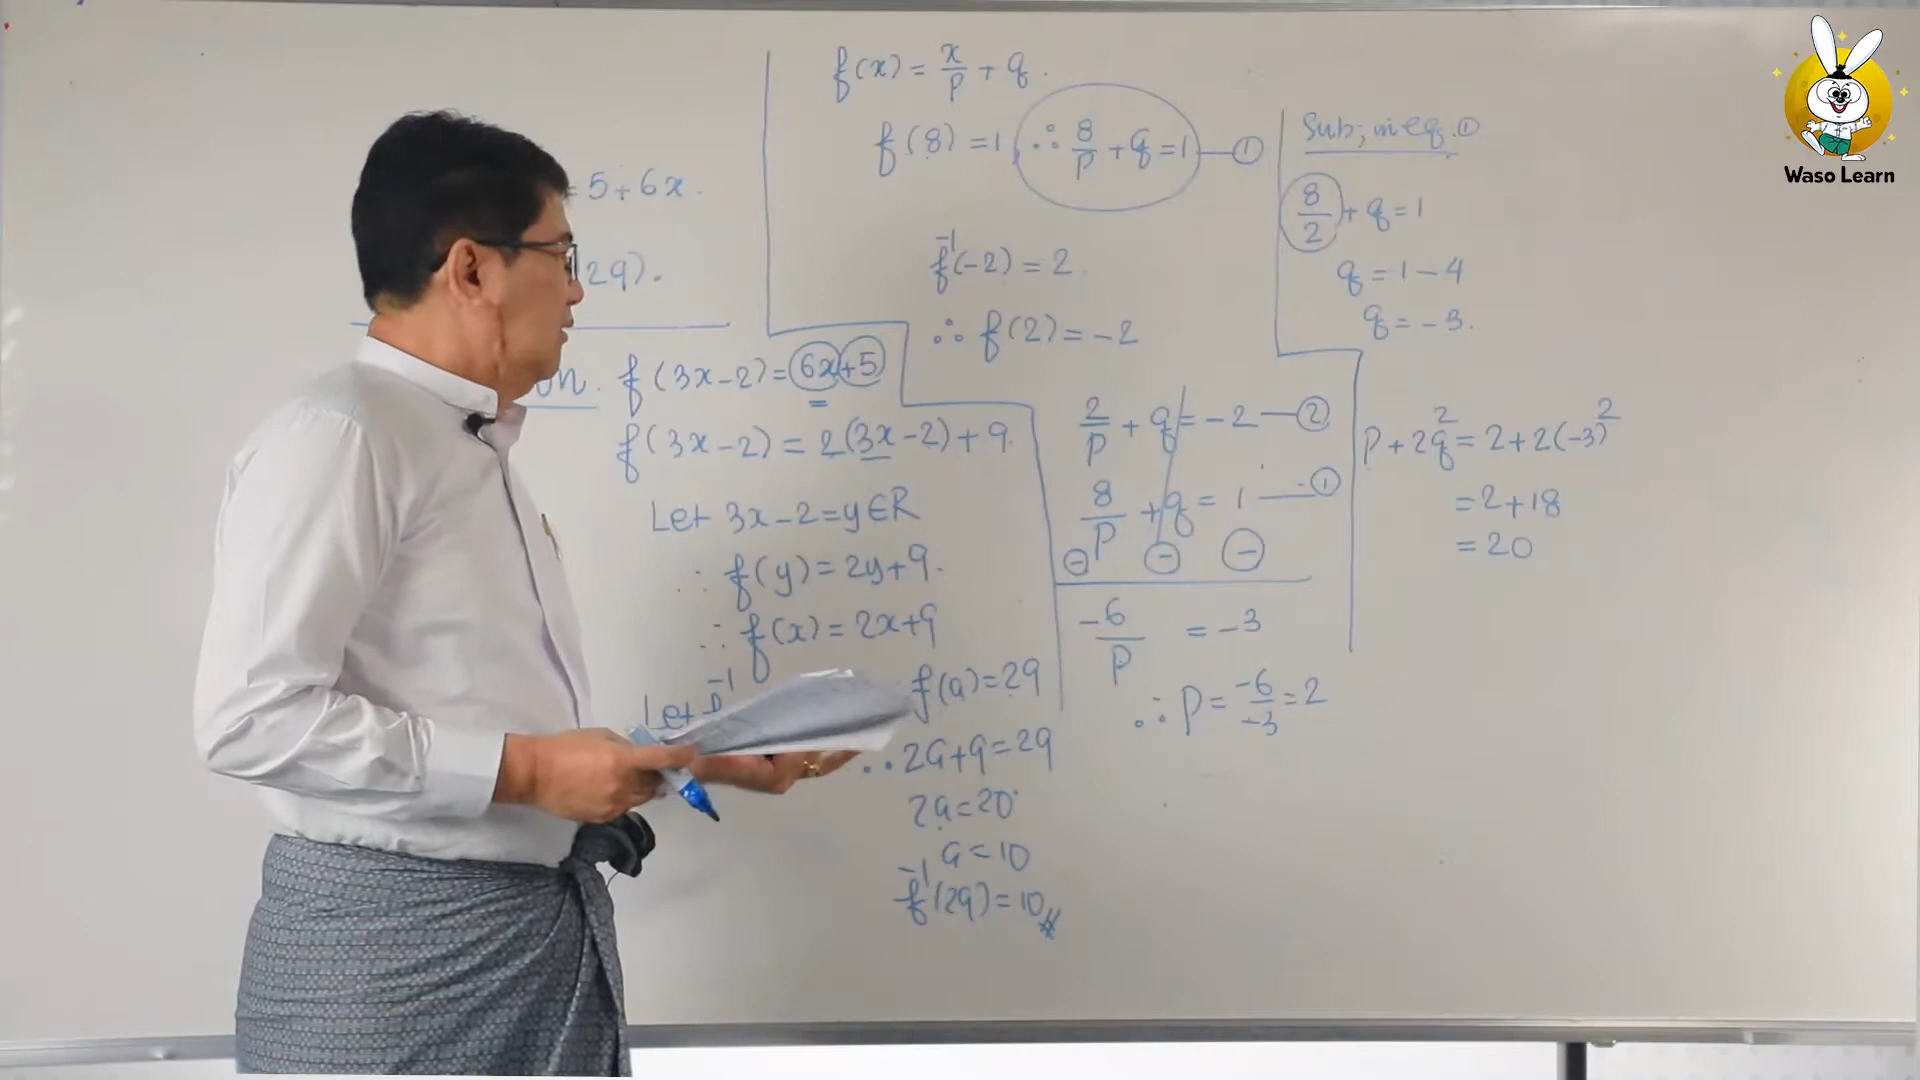 = 5+6x.
(29).
on. f(3x-2)=6x+5
f(3x-2) = 2(3x-2)+9.
Let 3x-2=y∈R
∴ f(y)=2y+9.
∴ f(x)=2x+9
Let f⁻¹
f(a)=29
∴ 2a+9=29
2a=20
a=10
f⁻¹(29)=10
f(x) = x/p + q.
f(8)=1, ∴ 8/p + q = 1 — ①
f⁻¹(-2) = 2
∴ f(2) = -2
2/p + q = -2 — ②
8/p + q = 1 — ①
⊖ ⊖ ⊖
-6/p = -3
∴ p = -6/-3 = 2
Sub; in eq. ①
8/2 + q = 1
q = 1-4
q = -3.
p+2q² = 2+2(-3)²
= 2+18
= 20
Waso Learn